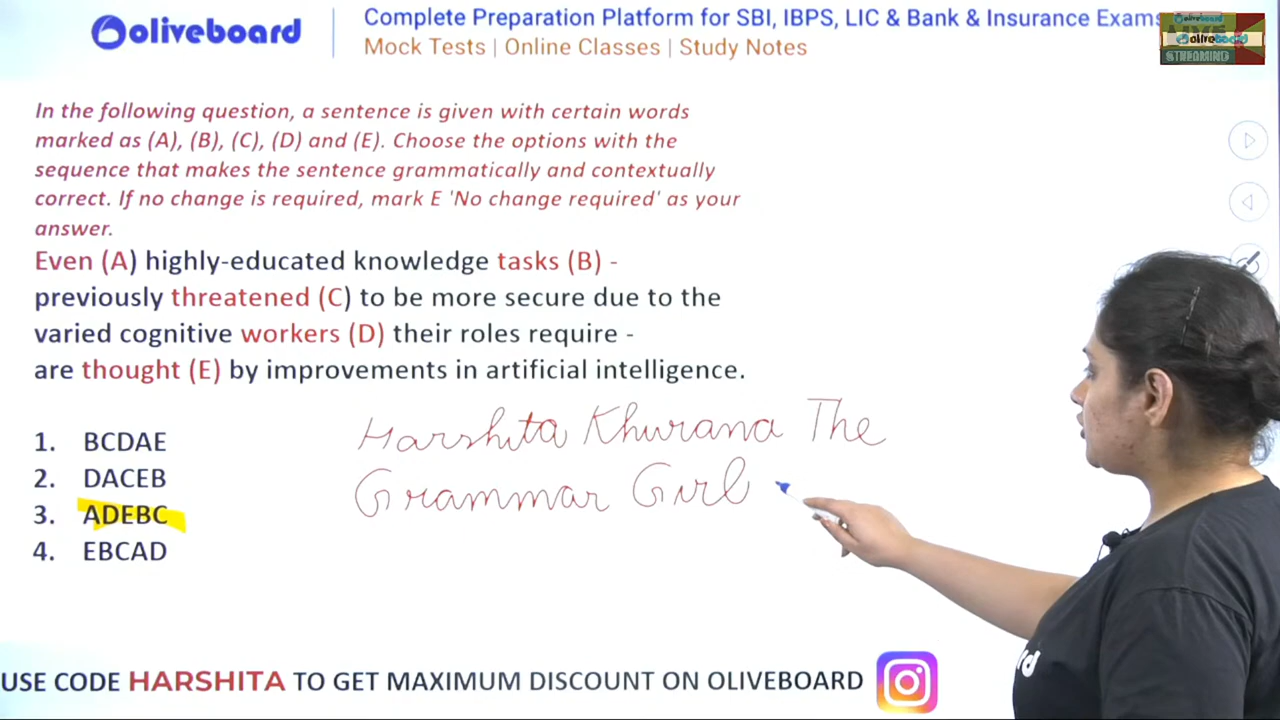 oliveboard
Complete Preparation Platform for SBI, IBPS, LIC & Bank & Insurance Exams
Mock Tests | Online Classes | Study Notes
oliveboard
oliveboard
STREAMING
In the following question, a sentence is given with certain words
marked as (A), (B), (C), (D) and (E). Choose the options with the
sequence that makes the sentence grammatically and contextually
correct. If no change is required, mark E 'No change required' as your
answer.
Even (A) highly-educated knowledge tasks (B) -
previously threatened (C) to be more secure due to the
varied cognitive workers (D) their roles require -
are thought (E) by improvements in artificial intelligence.
1. BCDAE
2. DACEB
3. ADEBC
4. EBCAD
Harshita Khurana The
Grammar Girl
USE CODE HARSHITA TO GET MAXIMUM DISCOUNT ON OLIVEBOARD